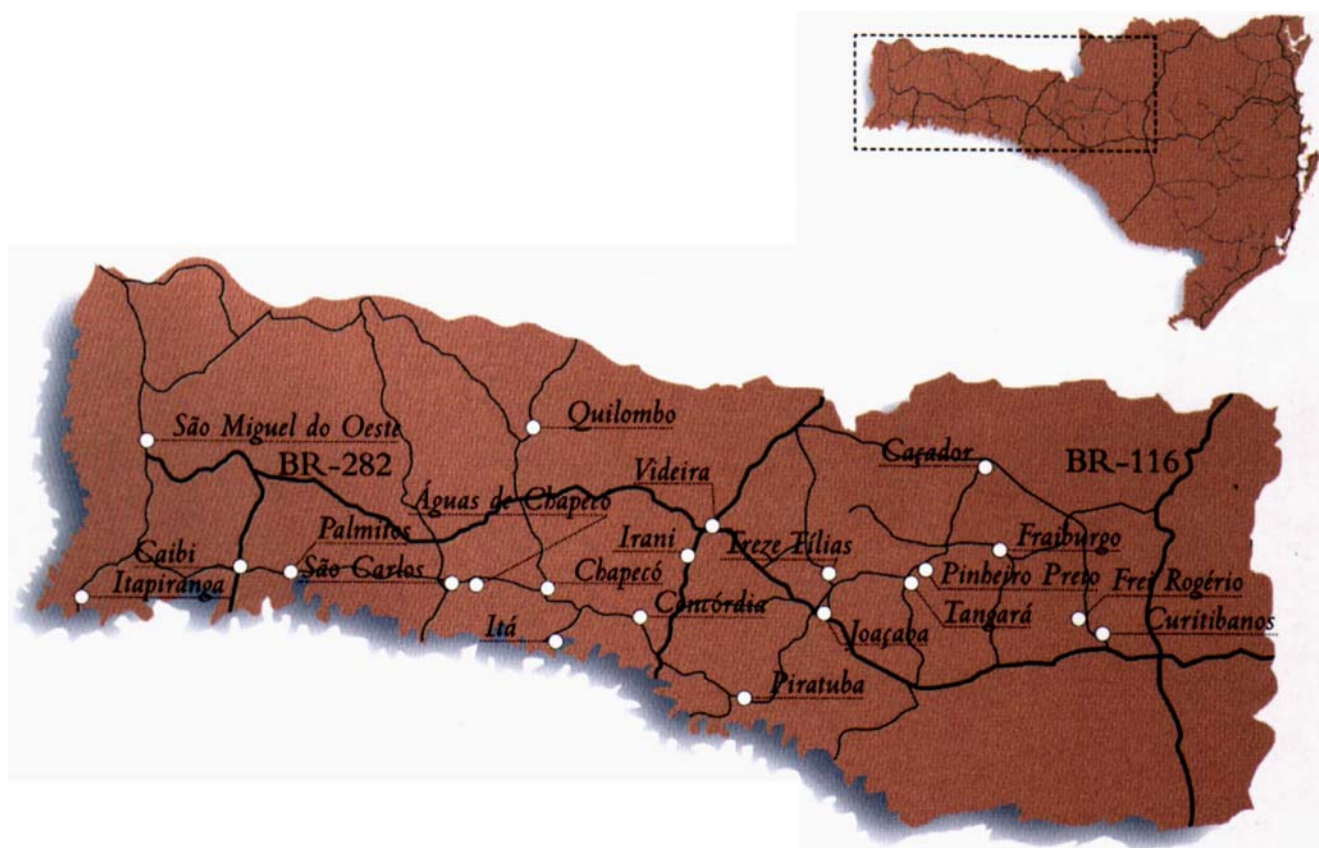 Quilombo
São Miguel do Oeste
Caçador
BR-282
Videira
BR-116
Águas de Chapecó
Palmitos
Irani
Treze Fílias
Fraiburgo
Caibi
São Carlos
Chapecó
Pinheiro Preto
Frei Rogério
Itapiranga
Concórdia
Tangará
Curitibanos
Itá
Joaçaba
Piratuba